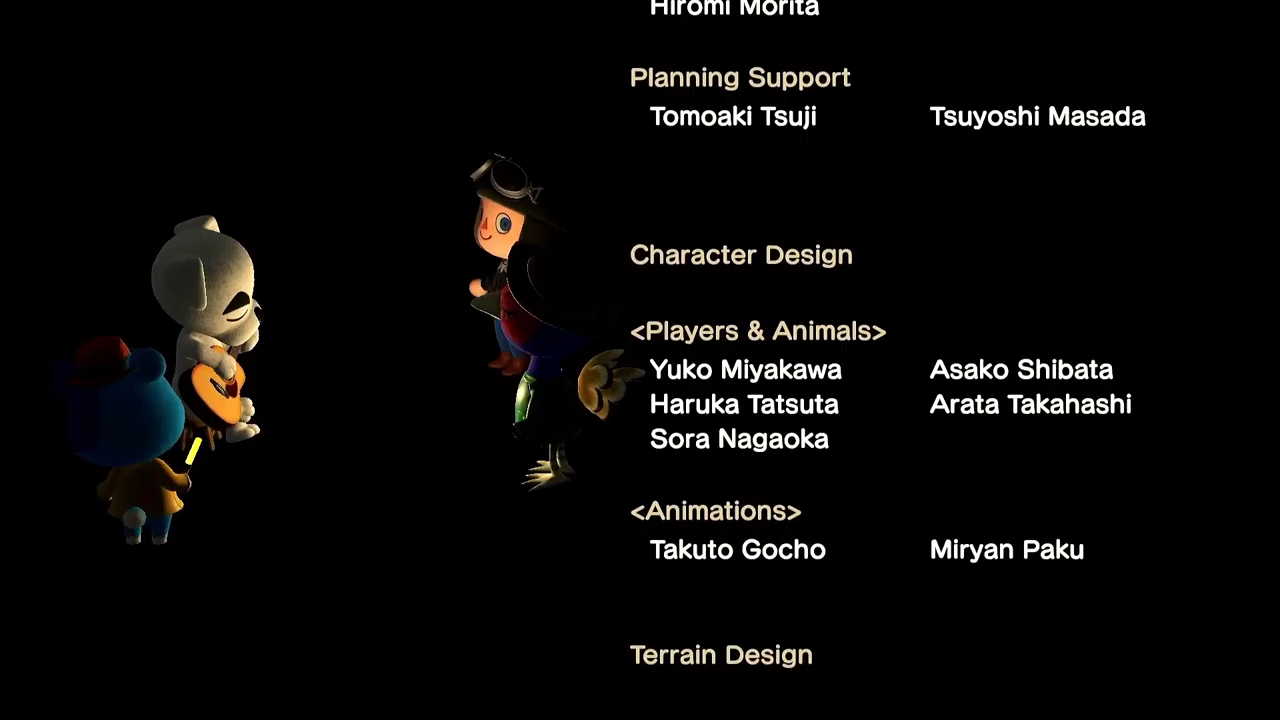 Hiromi Morita
Planning Support
Tomoaki Tsuji Tsuyoshi Masada
Character Design
<Players & Animals>
Yuko Miyakawa Asako Shibata
Haruka Tatsuta Arata Takahashi
Sora Nagaoka
<Animations>
Takuto Gocho Miryan Paku
Terrain Design